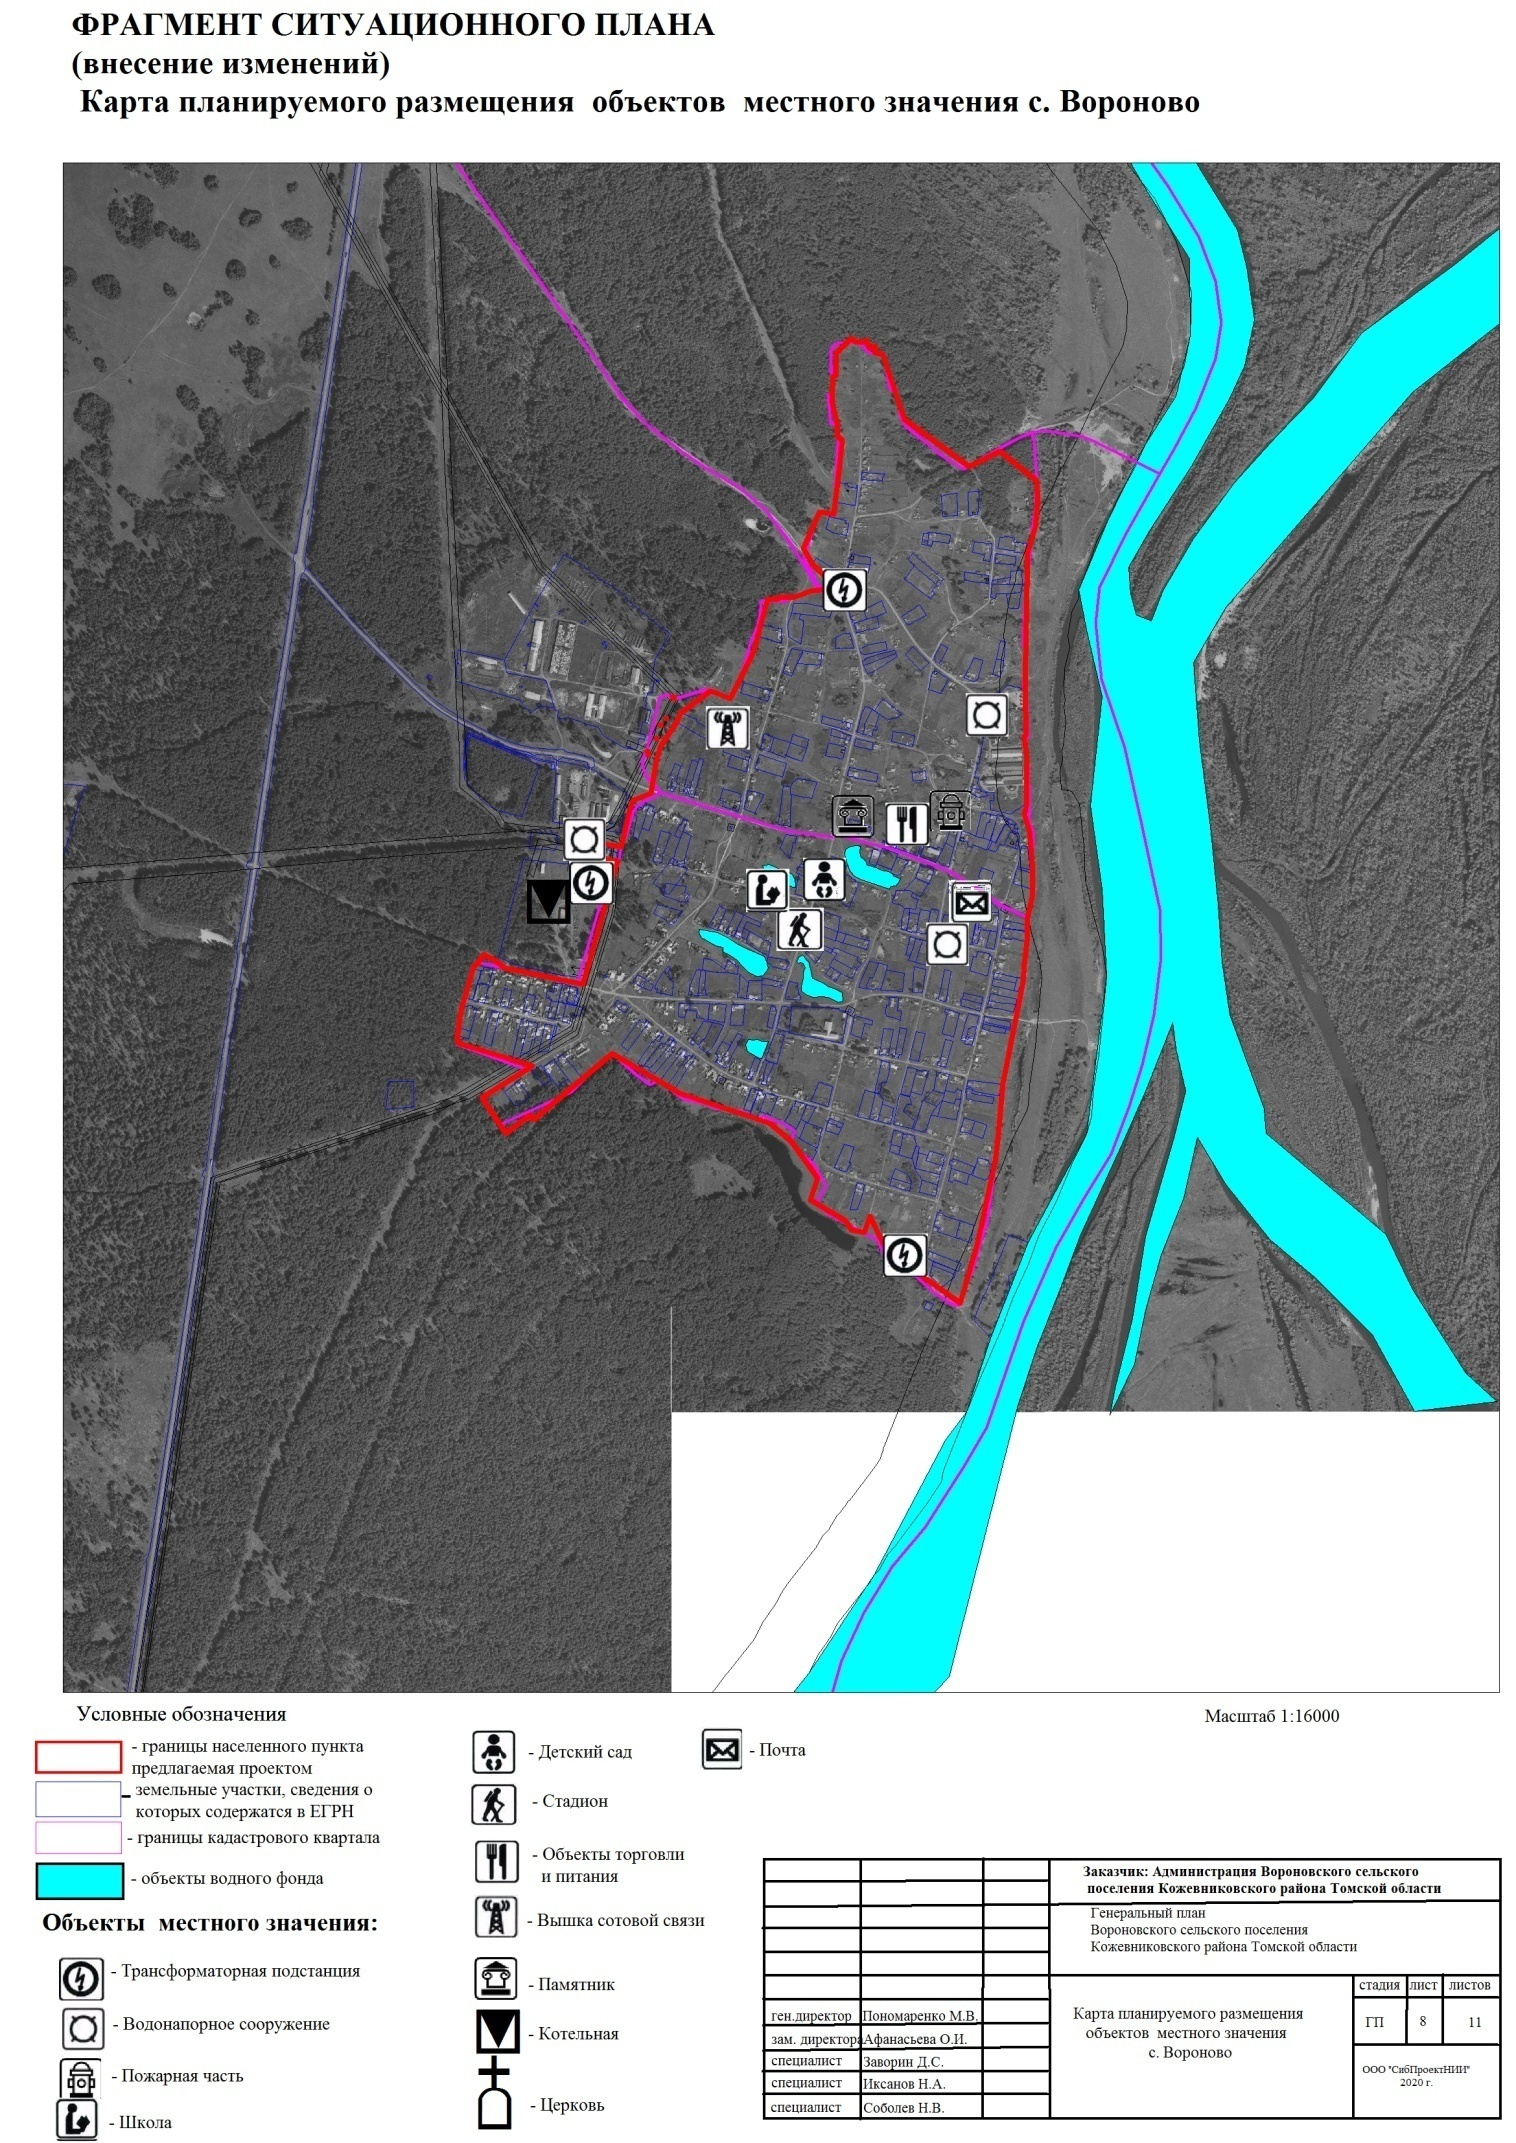 ФРАГМЕНТ СИТУАЦИОННОГО ПЛАНА
(внесение изменений)
Карта планируемого размещения объектов местного значения с. Вороново
Условные обозначения
Масштаб 1:16000
- границы населенного пункта
предлагаемая проектом
- земельные участки, сведения о
которых содержатся в ЕГРН
- границы кадастрового квартала
- объекты водного фонда
Объекты местного значения:
- Трансформаторная подстанция
- Водонапорное сооружение
- Пожарная часть
- Школа
- Детский сад
- Стадион
- Объекты торговли
и питания
- Вышка сотовой связи
- Памятник
- Котельная
- Церковь
- Почта
Заказчик: Администрация Вороновского сельского
поселения Кожевниковского района Томской области
Генеральный план
Вороновского сельского поселения
Кожевниковского района Томской области
стадия лист листов
ГП 8 11
Карта планируемого размещения
объектов местного значения
с. Вороново
ООО "СибПроектНИИ"
2020 г.
ген.директор Пономаренко М.В.
зам. директора Афанасьева О.И.
специалист Заворин Д.С.
специалист Иксанов Н.А.
специалист Соболев Н.В.